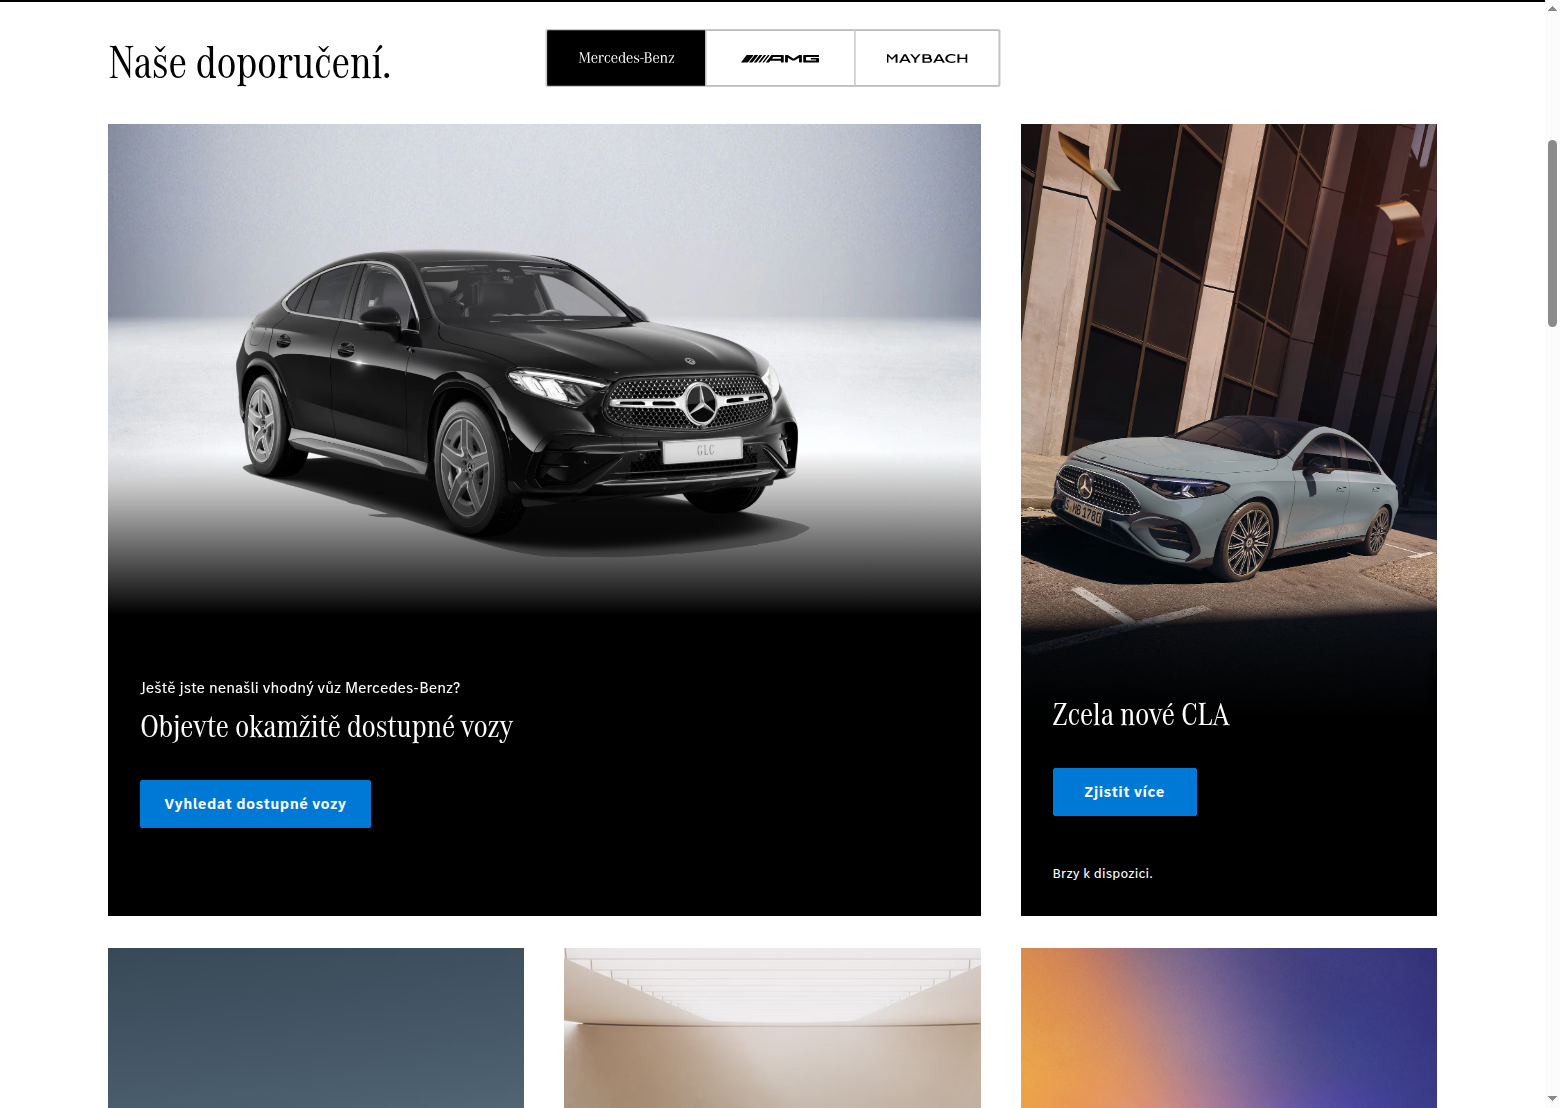 Naše doporučení.
Mercedes-Benz
AMG
MAYBACH
GLC
S MB 1780
Ještě jste nenašli vhodný vůz Mercedes-Benz?
Objevte okamžitě dostupné vozy
Vyhledat dostupné vozy
Zcela nové CLA
Zjistit více
Brzy k dispozici.